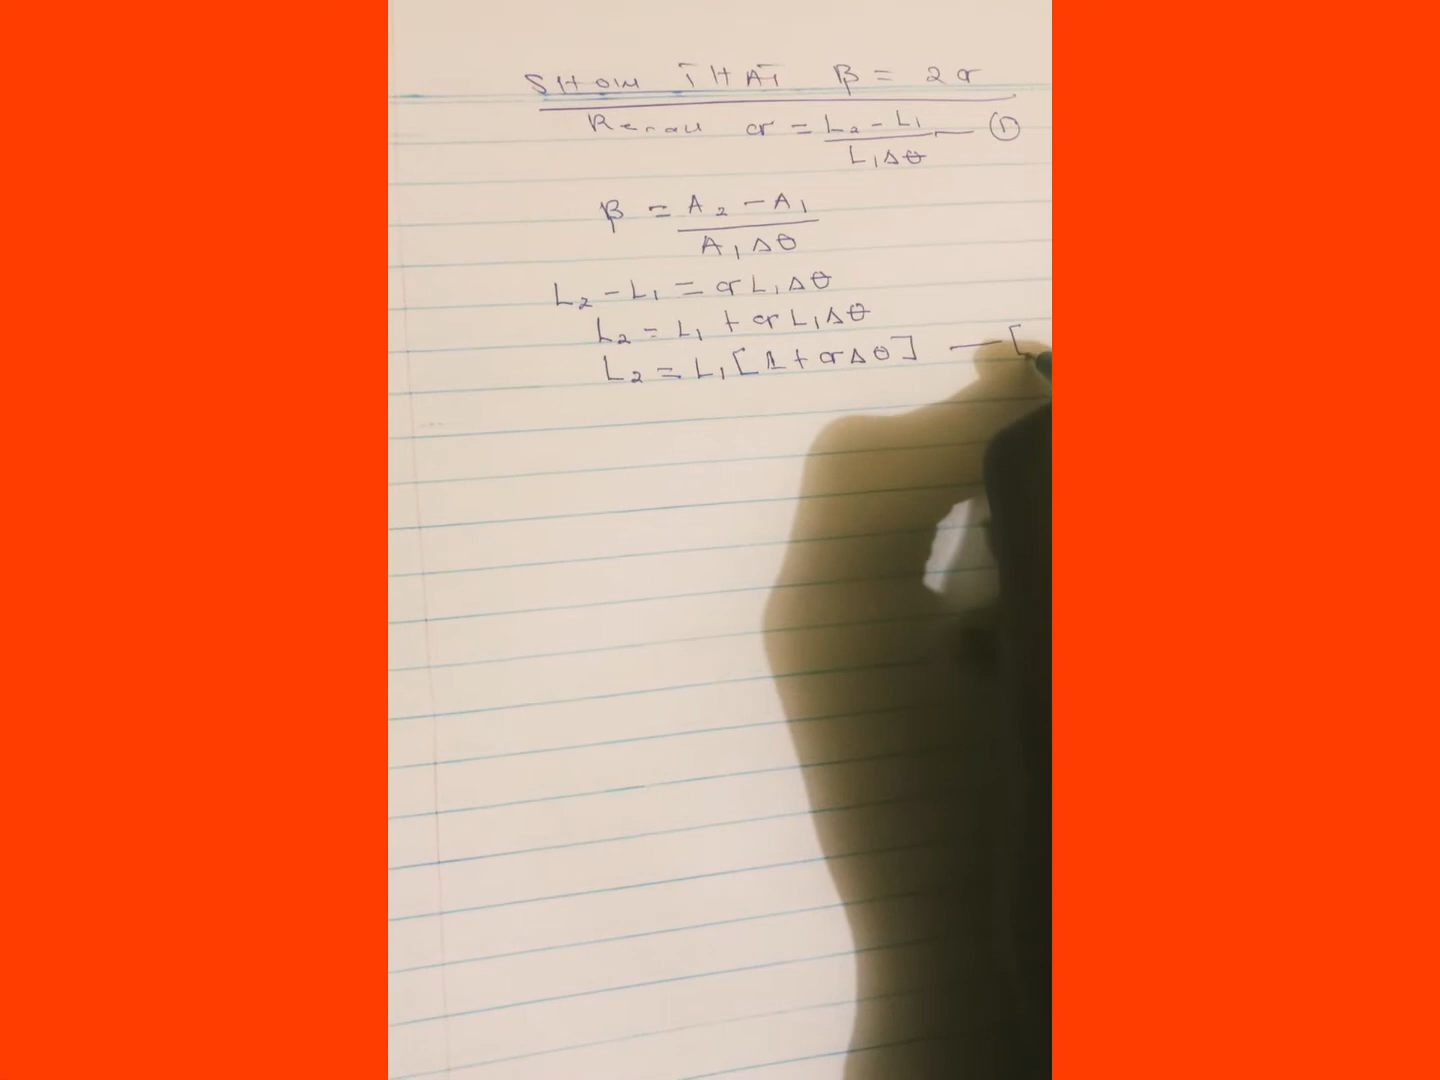 SHOW THAT β = 2α
Recall α = L₂ - L₁ / L₁Δθ — ①
β = A₂ - A₁ / A₁Δθ
L₂ - L₁ = αL₁Δθ
L₂ = L₁ + αL₁Δθ
L₂ = L₁[1 + αΔθ] — [